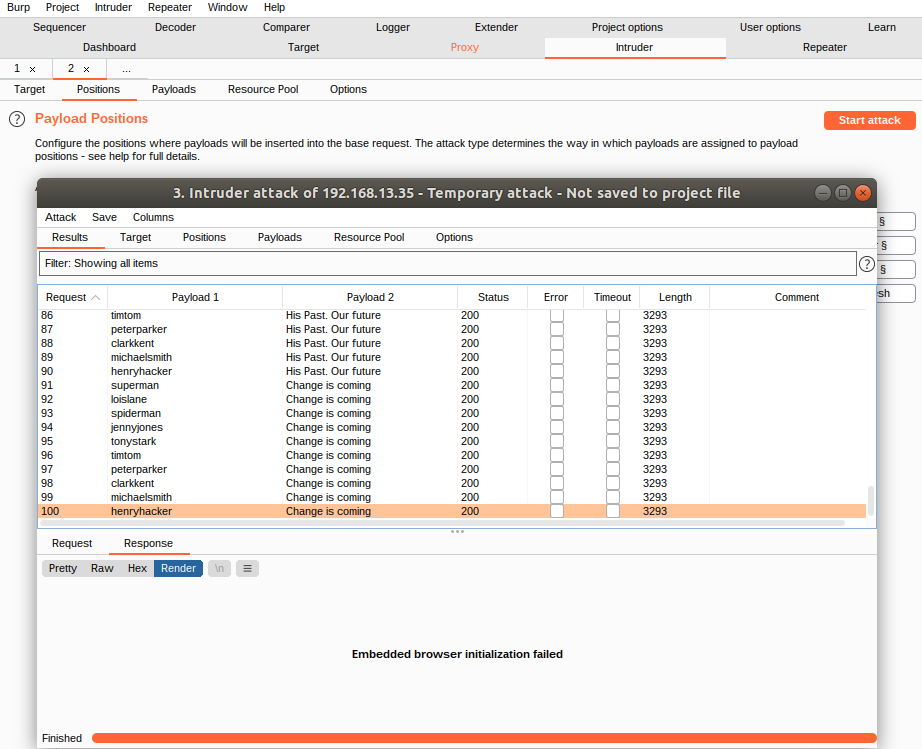 Burp Project Intruder Repeater Window Help
Sequencer Decoder Comparer Logger Extender Project options User options Learn
Dashboard Target Proxy Intruder Repeater
1 × 2 × ...
Target Positions Payloads Resource Pool Options
? Payload Positions Start attack
Configure the positions where payloads will be inserted into the base request. The attack type determines the way in which payloads are assigned to payload
positions - see help for full details.
3. Intruder attack of 192.168.13.35 - Temporary attack - Not saved to project file
Attack Save Columns
§
Results Target Positions Payloads Resource Pool Options
§
Filter: Showing all items ?
§
Request Payload 1 Payload 2 Status Error Timeout Length Comment
sh
86 timtom His Past. Our future 200 3293
87 peterparker His Past. Our future 200 3293
88 clarkkent His Past. Our future 200 3293
89 michaelsmith His Past. Our future 200 3293
90 henryhacker His Past. Our future 200 3293
91 superman Change is coming 200 3293
92 loislane Change is coming 200 3293
93 spiderman Change is coming 200 3293
94 jennyjones Change is coming 200 3293
95 tonystark Change is coming 200 3293
96 timtom Change is coming 200 3293
97 peterparker Change is coming 200 3293
98 clarkkent Change is coming 200 3293
99 michaelsmith Change is coming 200 3293
100 henryhacker Change is coming 200 3293
Request Response
Pretty Raw Hex Render \n ≡
Embedded browser initialization failed
Finished